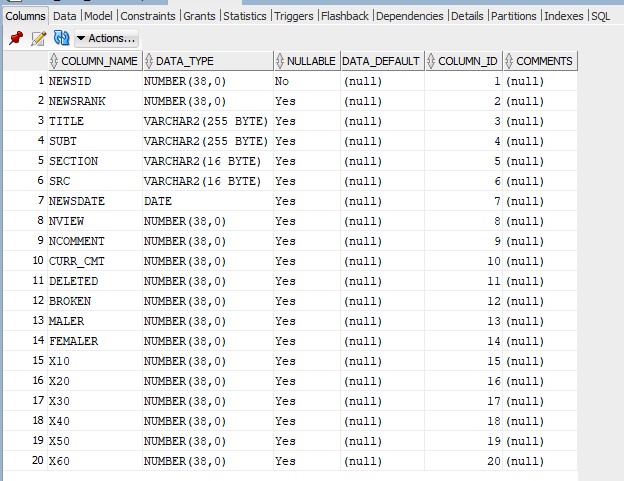 Columns Data Model Constraints Grants Statistics Triggers Flashback Dependencies Details Partitions Indexes SQL
Actions...
COLUMN_NAME DATA_TYPE NULLABLE DATA_DEFAULT COLUMN_ID COMMENTS
1 NEWSID NUMBER(38,0) No (null) 1 (null)
2 NEWSRANK NUMBER(38,0) Yes (null) 2 (null)
3 TITLE VARCHAR2(255 BYTE) Yes (null) 3 (null)
4 SUBT VARCHAR2(255 BYTE) Yes (null) 4 (null)
5 SECTION VARCHAR2(16 BYTE) Yes (null) 5 (null)
6 SRC VARCHAR2(16 BYTE) Yes (null) 6 (null)
7 NEWSDATE DATE Yes (null) 7 (null)
8 NVIEW NUMBER(38,0) Yes (null) 8 (null)
9 NCOMMENT NUMBER(38,0) Yes (null) 9 (null)
10 CURR_CMT NUMBER(38,0) Yes (null) 10 (null)
11 DELETED NUMBER(38,0) Yes (null) 11 (null)
12 BROKEN NUMBER(38,0) Yes (null) 12 (null)
13 MALER NUMBER(38,0) Yes (null) 13 (null)
14 FEMALER NUMBER(38,0) Yes (null) 14 (null)
15 X10 NUMBER(38,0) Yes (null) 15 (null)
16 X20 NUMBER(38,0) Yes (null) 16 (null)
17 X30 NUMBER(38,0) Yes (null) 17 (null)
18 X40 NUMBER(38,0) Yes (null) 18 (null)
19 X50 NUMBER(38,0) Yes (null) 19 (null)
20 X60 NUMBER(38,0) Yes (null) 20 (null)